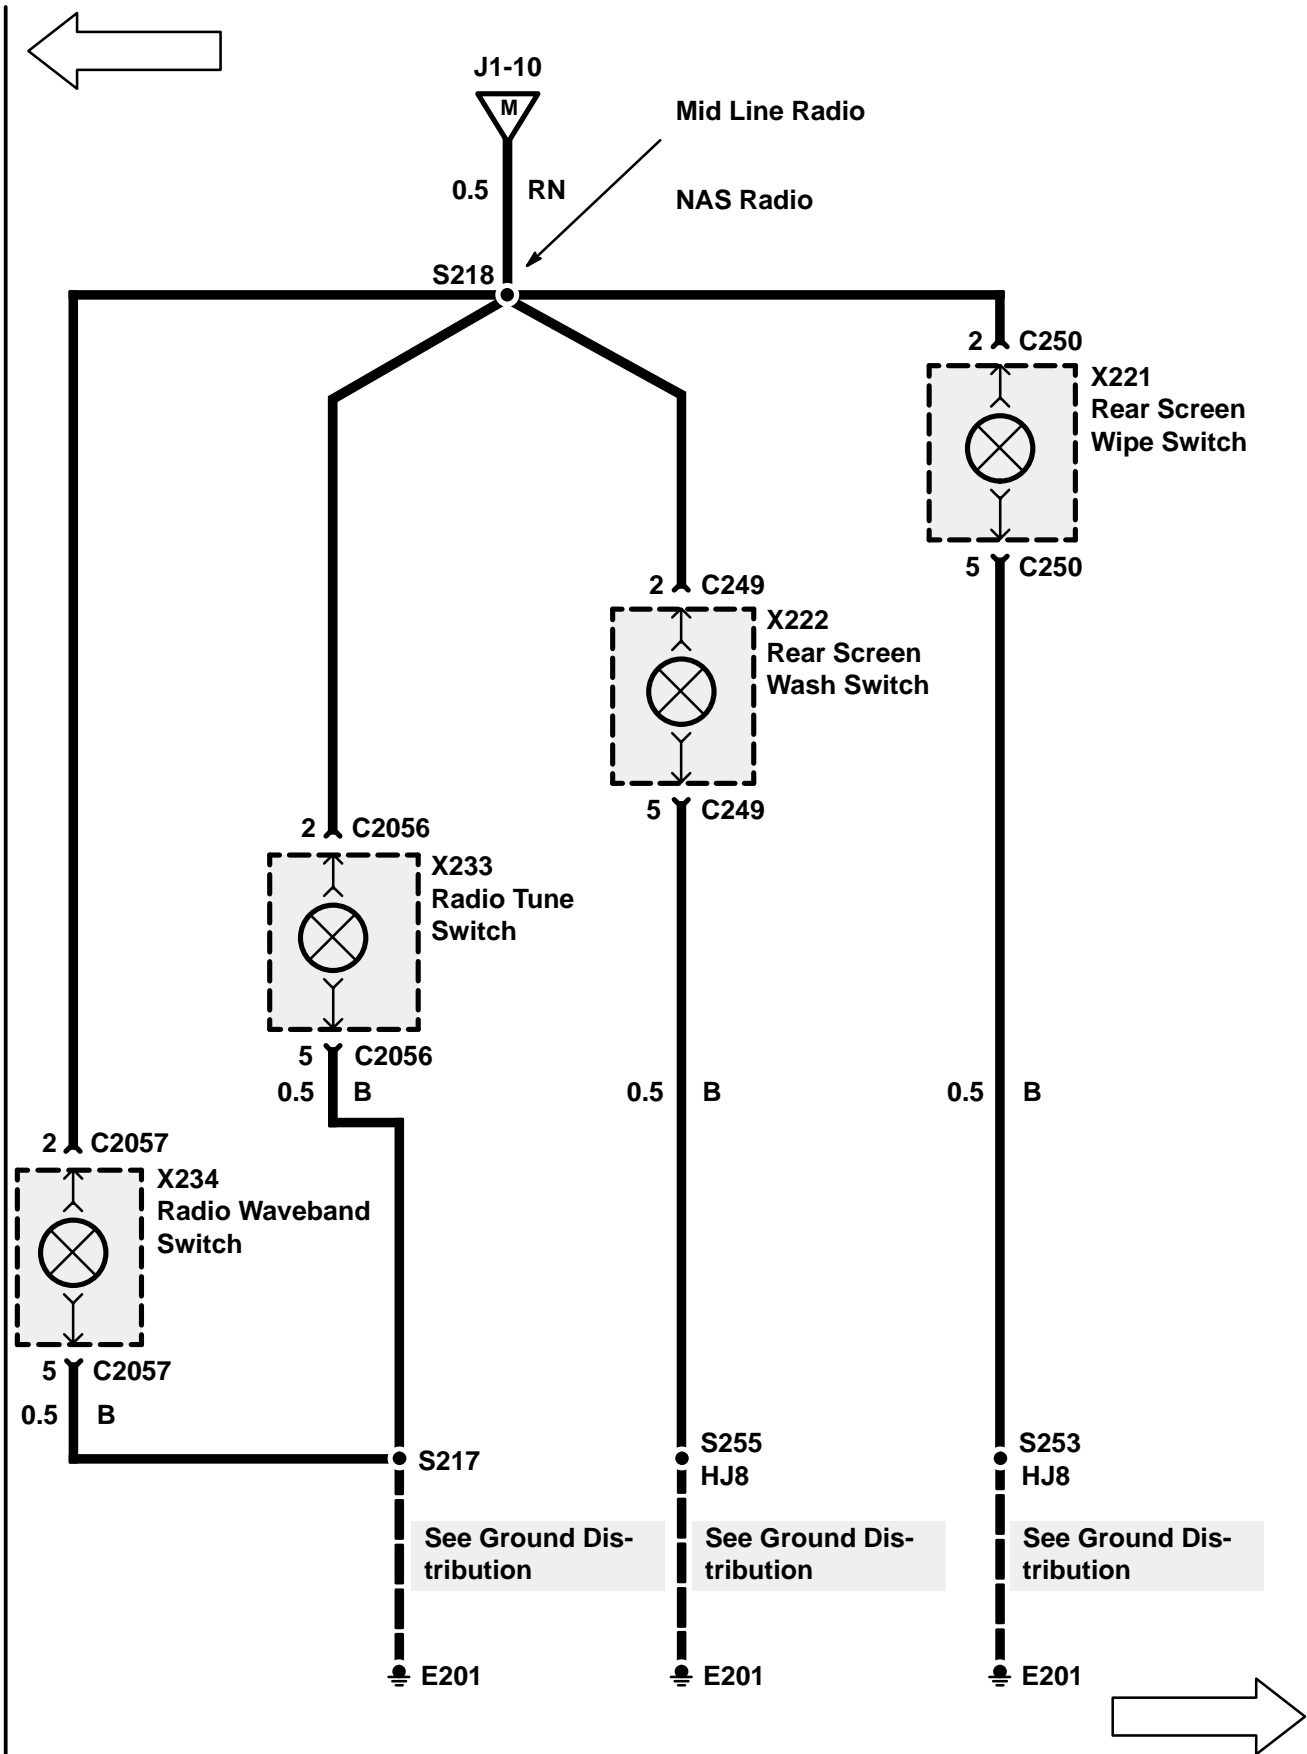 J1-10
M
Mid Line Radio
0.5 RN
NAS Radio
S218
2 C250
X221
Rear Screen
Wipe Switch
5 C250
2 C249
X222
Rear Screen
Wash Switch
5 C249
2 C2056
X233
Radio Tune
Switch
5 C2056
0.5 B
0.5 B
0.5 B
2 C2057
X234
Radio Waveband
Switch
5 C2057
0.5 B
S217
S255
HJ8
S253
HJ8
See Ground Dis-
tribution
See Ground Dis-
tribution
See Ground Dis-
tribution
E201
E201
E201